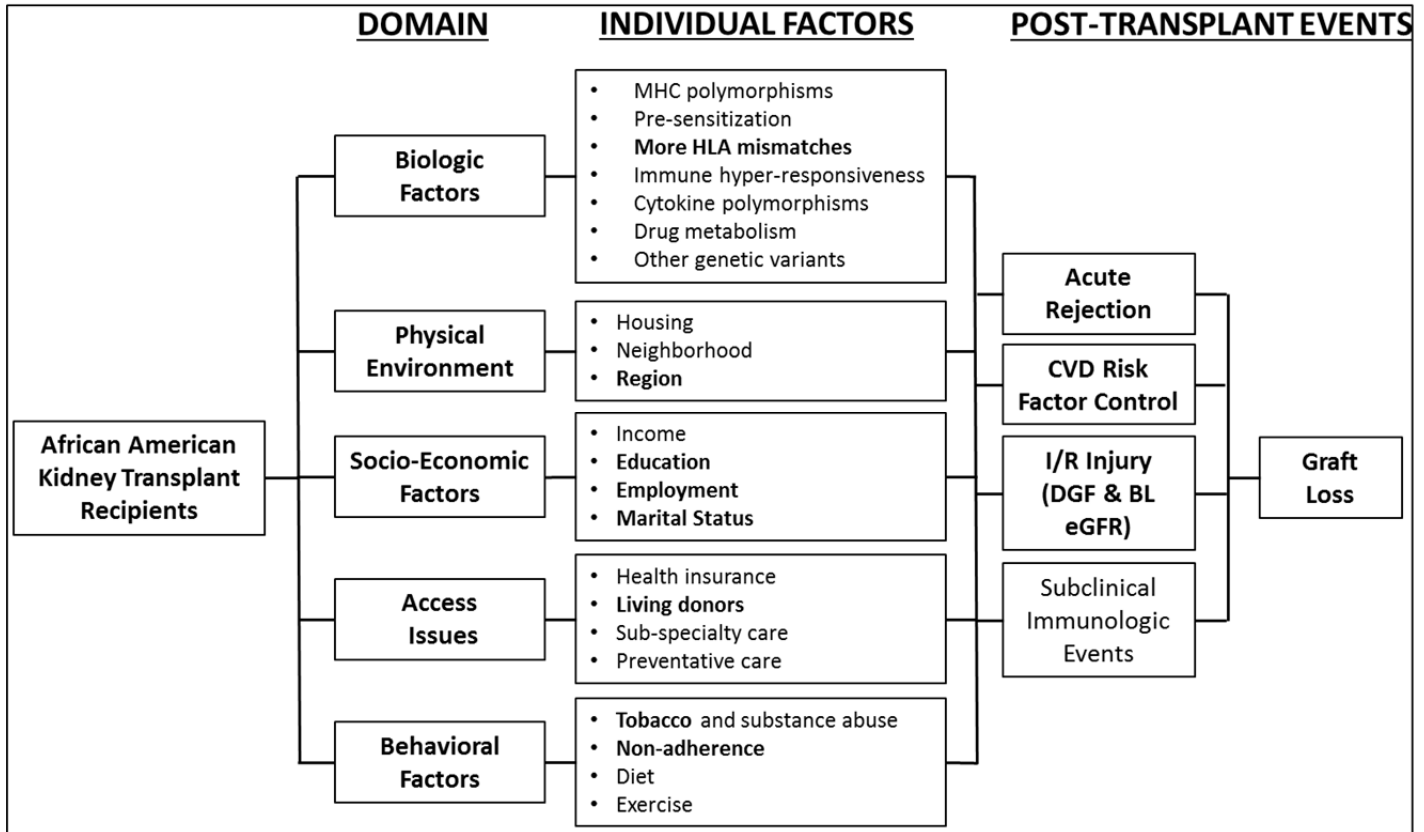 DOMAIN
INDIVIDUAL FACTORS
POST-TRANSPLANT EVENTS
African American
Kidney Transplant
Recipients
Biologic
Factors
• MHC polymorphisms
• Pre-sensitization
• More HLA mismatches
• Immune hyper-responsiveness
• Cytokine polymorphisms
• Drug metabolism
• Other genetic variants
Physical
Environment
• Housing
• Neighborhood
• Region
Socio-Economic
Factors
• Income
• Education
• Employment
• Marital Status
Access
Issues
• Health insurance
• Living donors
• Sub-specialty care
• Preventative care
Behavioral
Factors
• Tobacco and substance abuse
• Non-adherence
• Diet
• Exercise
Acute
Rejection
CVD Risk
Factor Control
I/R Injury
(DGF & BL
eGFR)
Subclinical
Immunologic
Events
Graft
Loss